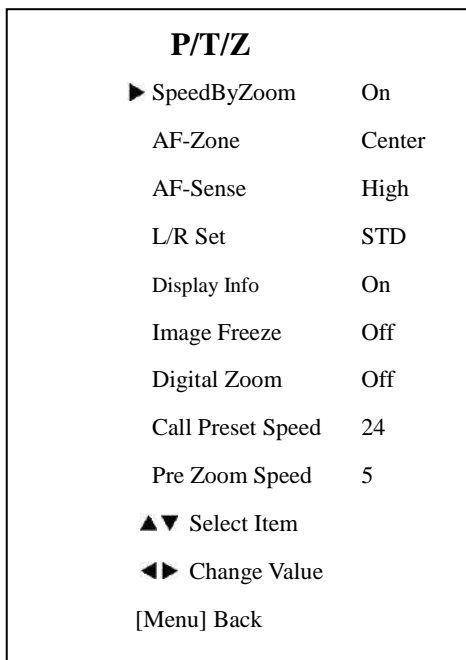 P/T/Z
▶ SpeedByZoom On
AF-Zone Center
AF-Sense High
L/R Set STD
Display Info On
Image Freeze Off
Digital Zoom Off
Call Preset Speed 24
Pre Zoom Speed 5
▲▼ Select Item
◀▶ Change Value
[Menu] Back